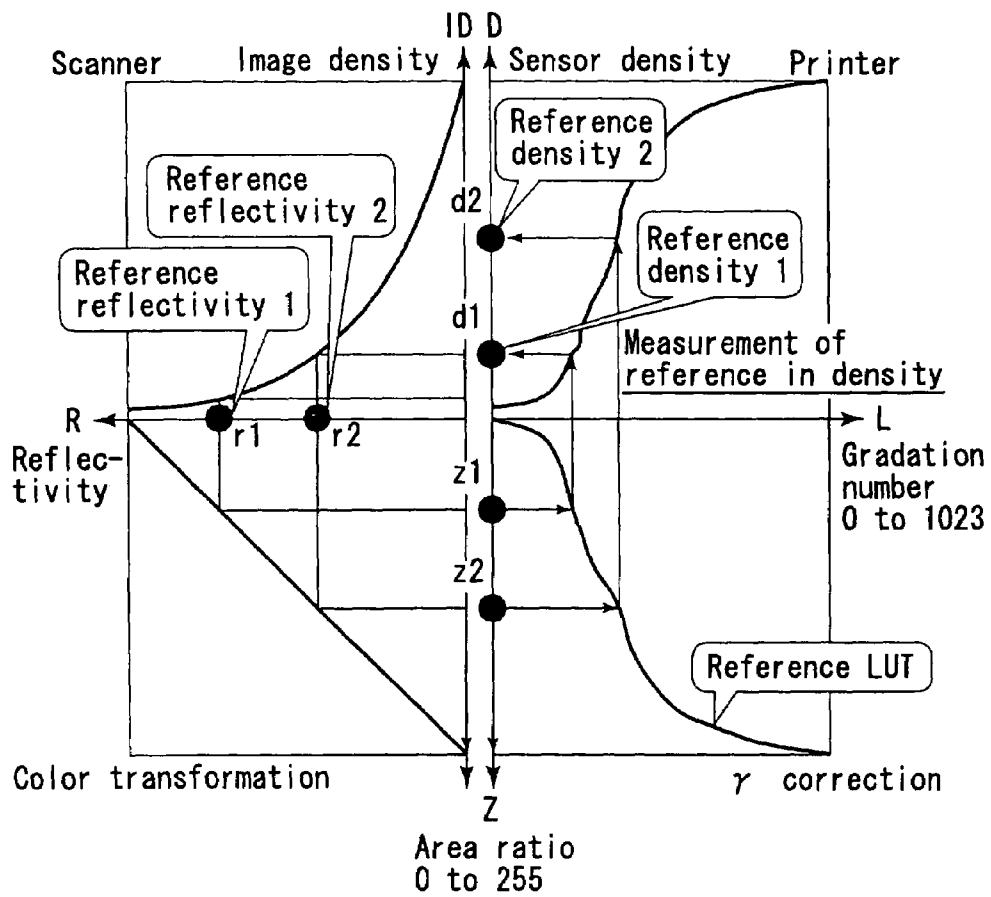 ID D
Scanner
Image density
Sensor density
Printer
Reference
density 2
Reference
reflectivity 2
d2
Reference
density 1
Reference
reflectivity 1
d1
Measurement of
reference in density
R
r1
r2
L
Reflec-
tivity
Gradation
number
0 to 1023
z1
z2
Reference LUT
Color transformation
γ correction
Z
Area ratio
0 to 255